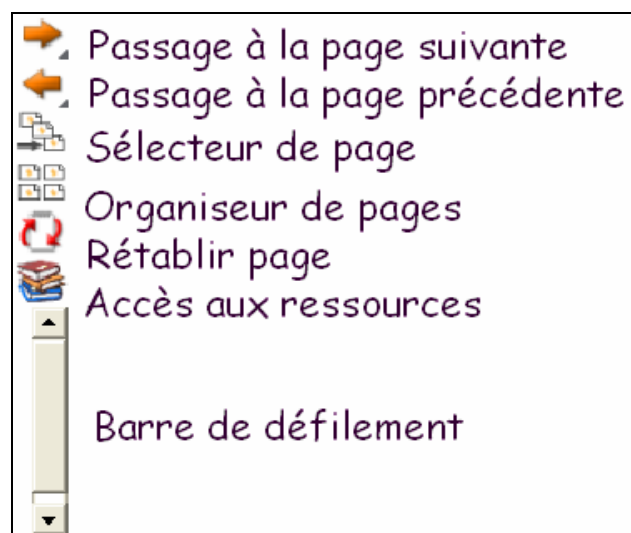 Passage à la page suivante
Passage à la page précédente
Sélecteur de page
Organiseur de pages
Rétablir page
Accès aux ressources
Barre de défilement